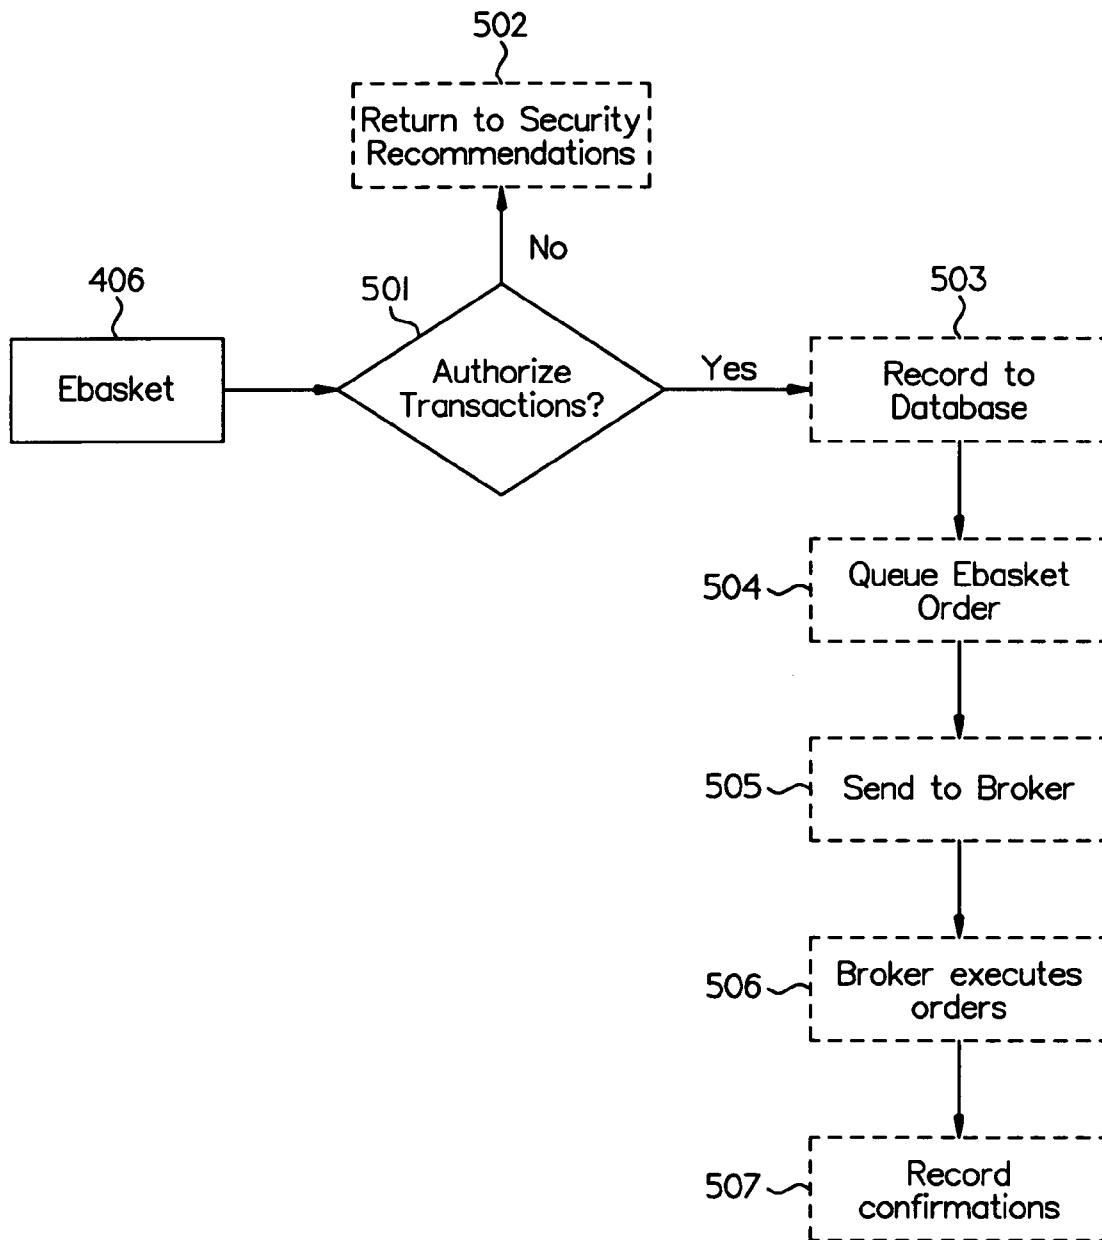 502
Return to Security
Recommendations
No
406
501
503
Ebasket
Authorize
Transactions?
Yes
Record to
Database
504
Queue Ebasket
Order
505
Send to Broker
506
Broker executes
orders
507
Record
confirmations